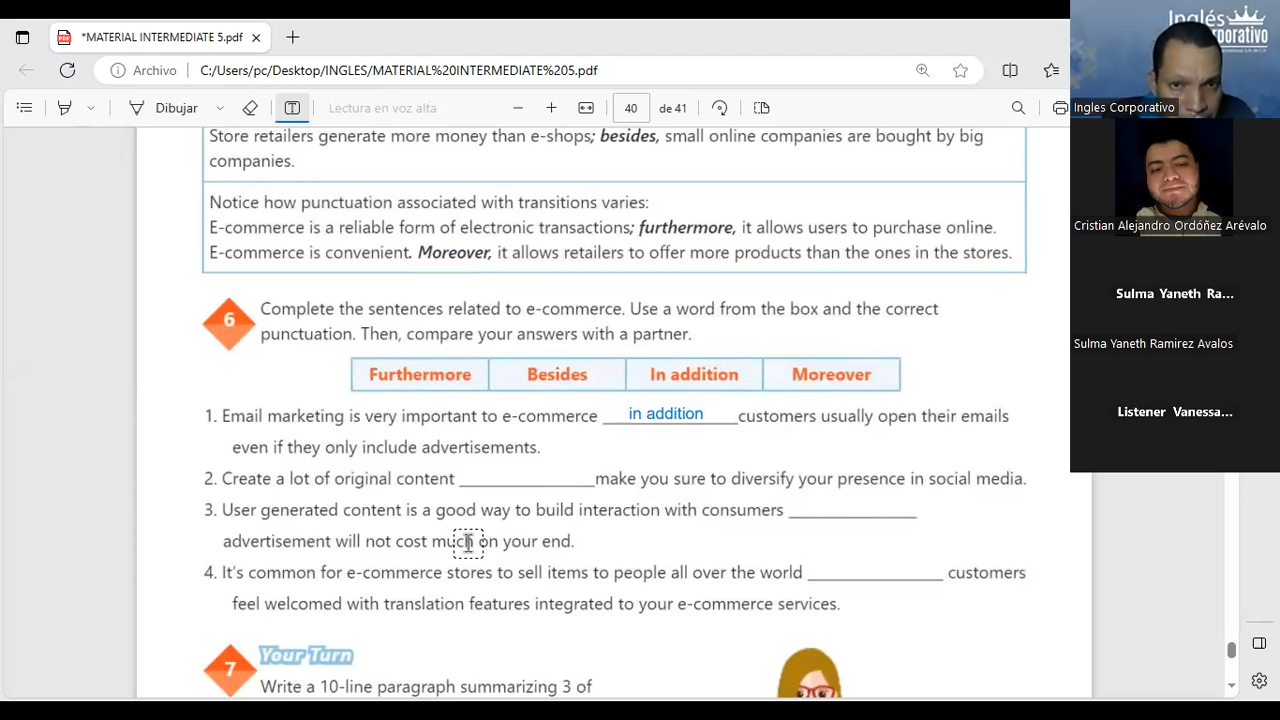 *MATERIAL INTERMEDIATE 5.pdf
Archivo
C:/Users/pc/Desktop/INGLES/MATERIAL%20INTERMEDIATE%205.pdf
Dibujar
Lectura en voz alta
40
de 41
Inglés
Ingles Corporativo
Cristian Alejandro Ordóñez Arévalo
Sulma Yaneth Ra...
Sulma Yaneth Ramirez Avalos
Listener Vanessa...
Store retailers generate more money than e-shops; besides, small online companies are bought by big
companies.
Notice how punctuation associated with transitions varies:
E-commerce is a reliable form of electronic transactions; furthermore, it allows users to purchase online.
E-commerce is convenient. Moreover, it allows retailers to offer more products than the ones in the stores.
6
Complete the sentences related to e-commerce. Use a word from the box and the correct
punctuation. Then, compare your answers with a partner.
Furthermore Besides In addition Moreover
1. Email marketing is very important to e-commerce in addition customers usually open their emails
even if they only include advertisements.
2. Create a lot of original content ________________make you sure to diversify your presence in social media.
3. User generated content is a good way to build interaction with consumers _______________
advertisement will not cost much on your end.
4. It's common for e-commerce stores to sell items to people all over the world ________________ customers
feel welcomed with translation features integrated to your e-commerce services.
7
Your Turn
Write a 10-line paragraph summarizing 3 of